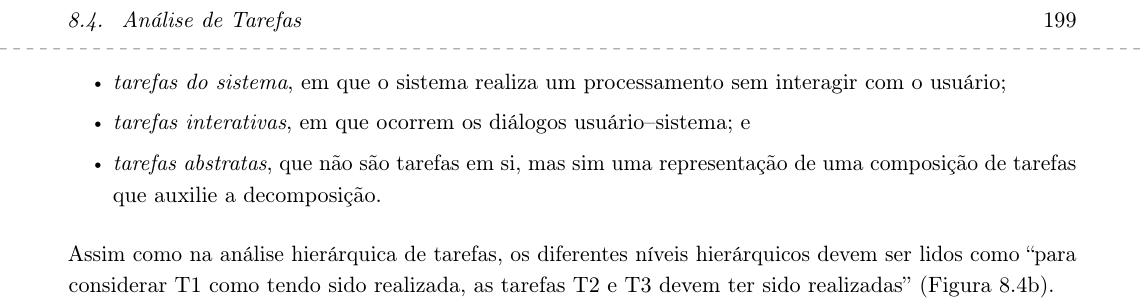 8.4. Análise de Tarefas 199
• tarefas do sistema, em que o sistema realiza um processamento sem interagir com o usuário;
• tarefas interativas, em que ocorrem os diálogos usuário–sistema; e
• tarefas abstratas, que não são tarefas em si, mas sim uma representação de uma composição de tarefas
que auxilie a decomposição.
Assim como na análise hierárquica de tarefas, os diferentes níveis hierárquicos devem ser lidos como “para
considerar T1 como tendo sido realizada, as tarefas T2 e T3 devem ter sido realizadas” (Figura 8.4b).